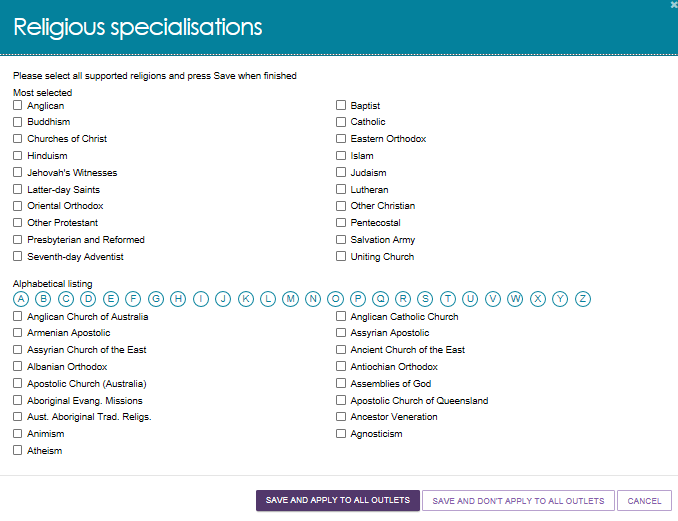 Religious specialisations
Please select all supported religions and press Save when finished
Most selected
Anglican Baptist
Buddhism Catholic
Churches of Christ Eastern Orthodox
Hinduism Islam
Jehovah's Witnesses Judaism
Latter-day Saints Lutheran
Oriental Orthodox Other Christian
Other Protestant Pentecostal
Presbyterian and Reformed Salvation Army
Seventh-day Adventist Uniting Church
Alphabetical listing
A B C D E F G H I J K L M N O P Q R S T U V W X Y Z
Anglican Church of Australia Anglican Catholic Church
Armenian Apostolic Assyrian Apostolic
Assyrian Church of the East Ancient Church of the East
Albanian Orthodox Antiochian Orthodox
Apostolic Church (Australia) Assemblies of God
Aboriginal Evang. Missions Apostolic Church of Queensland
Aust. Aboriginal Trad. Religs. Ancestor Veneration
Animism Agnosticism
Atheism
SAVE AND APPLY TO ALL OUTLETS SAVE AND DON'T APPLY TO ALL OUTLETS CANCEL